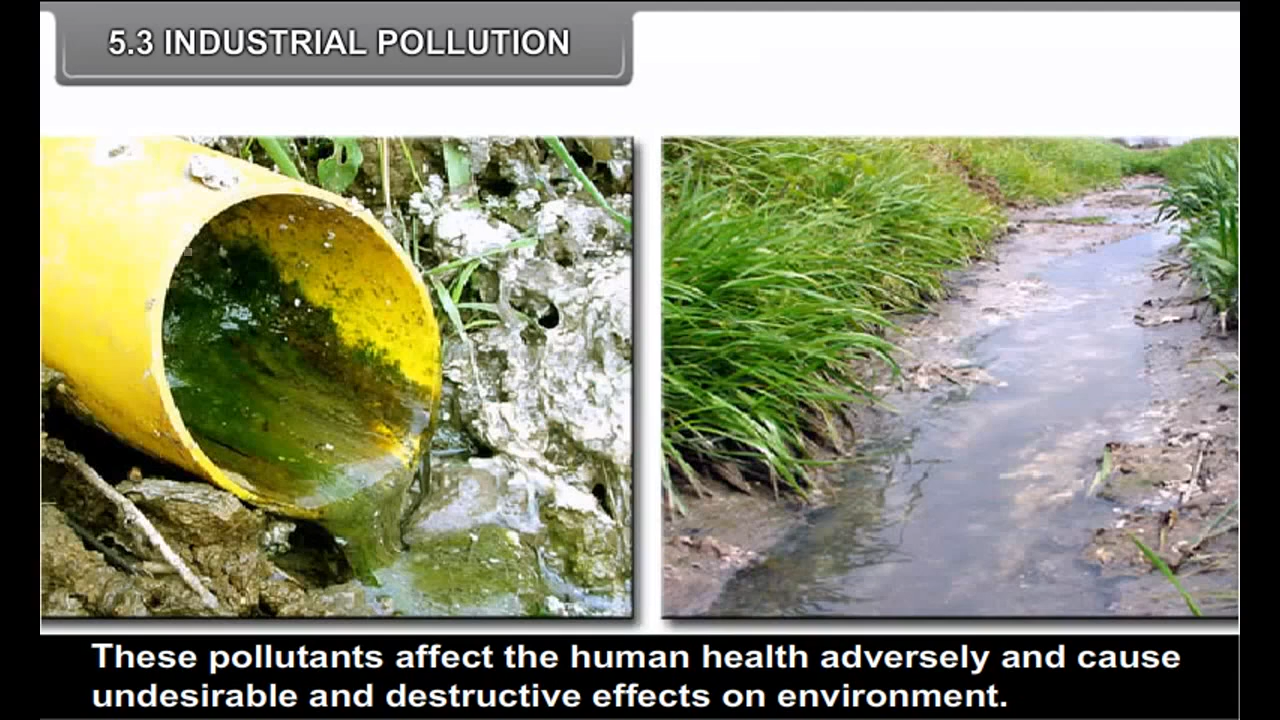 5.3 INDUSTRIAL POLLUTION
These pollutants affect the human health adversely and cause
undesirable and destructive effects on environment.